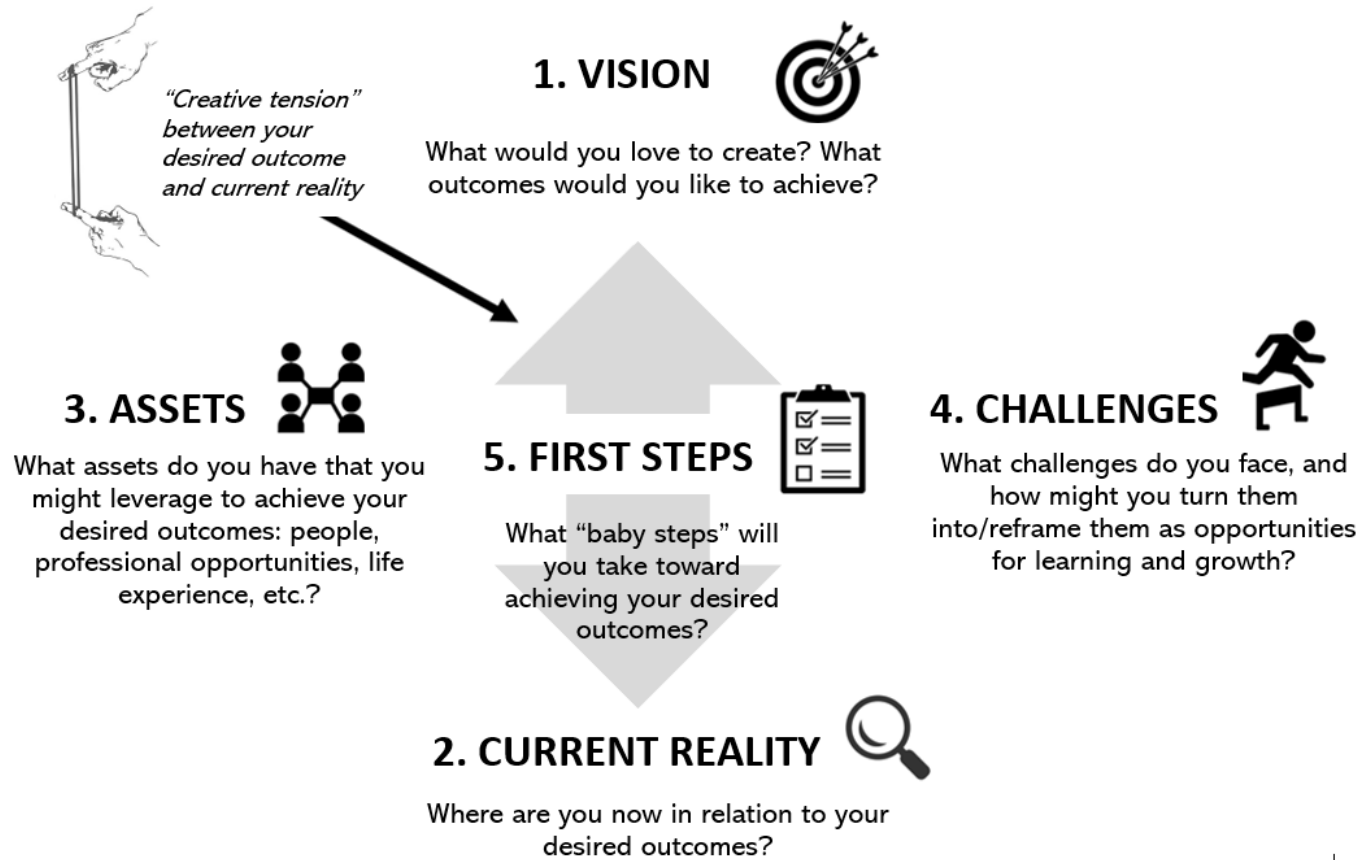 "Creative tension"
between your
desired outcome
and current reality
1. VISION
What would you love to create? What
outcomes would you like to achieve?
3. ASSETS
What assets do you have that you
might leverage to achieve your
desired outcomes: people,
professional opportunities, life
experience, etc.?
5. FIRST STEPS
What “baby steps” will
you take toward
achieving your desired
outcomes?
4. CHALLENGES
What challenges do you face, and
how might you turn them
into/reframe them as opportunities
for learning and growth?
2. CURRENT REALITY
Where are you now in relation to your
desired outcomes?